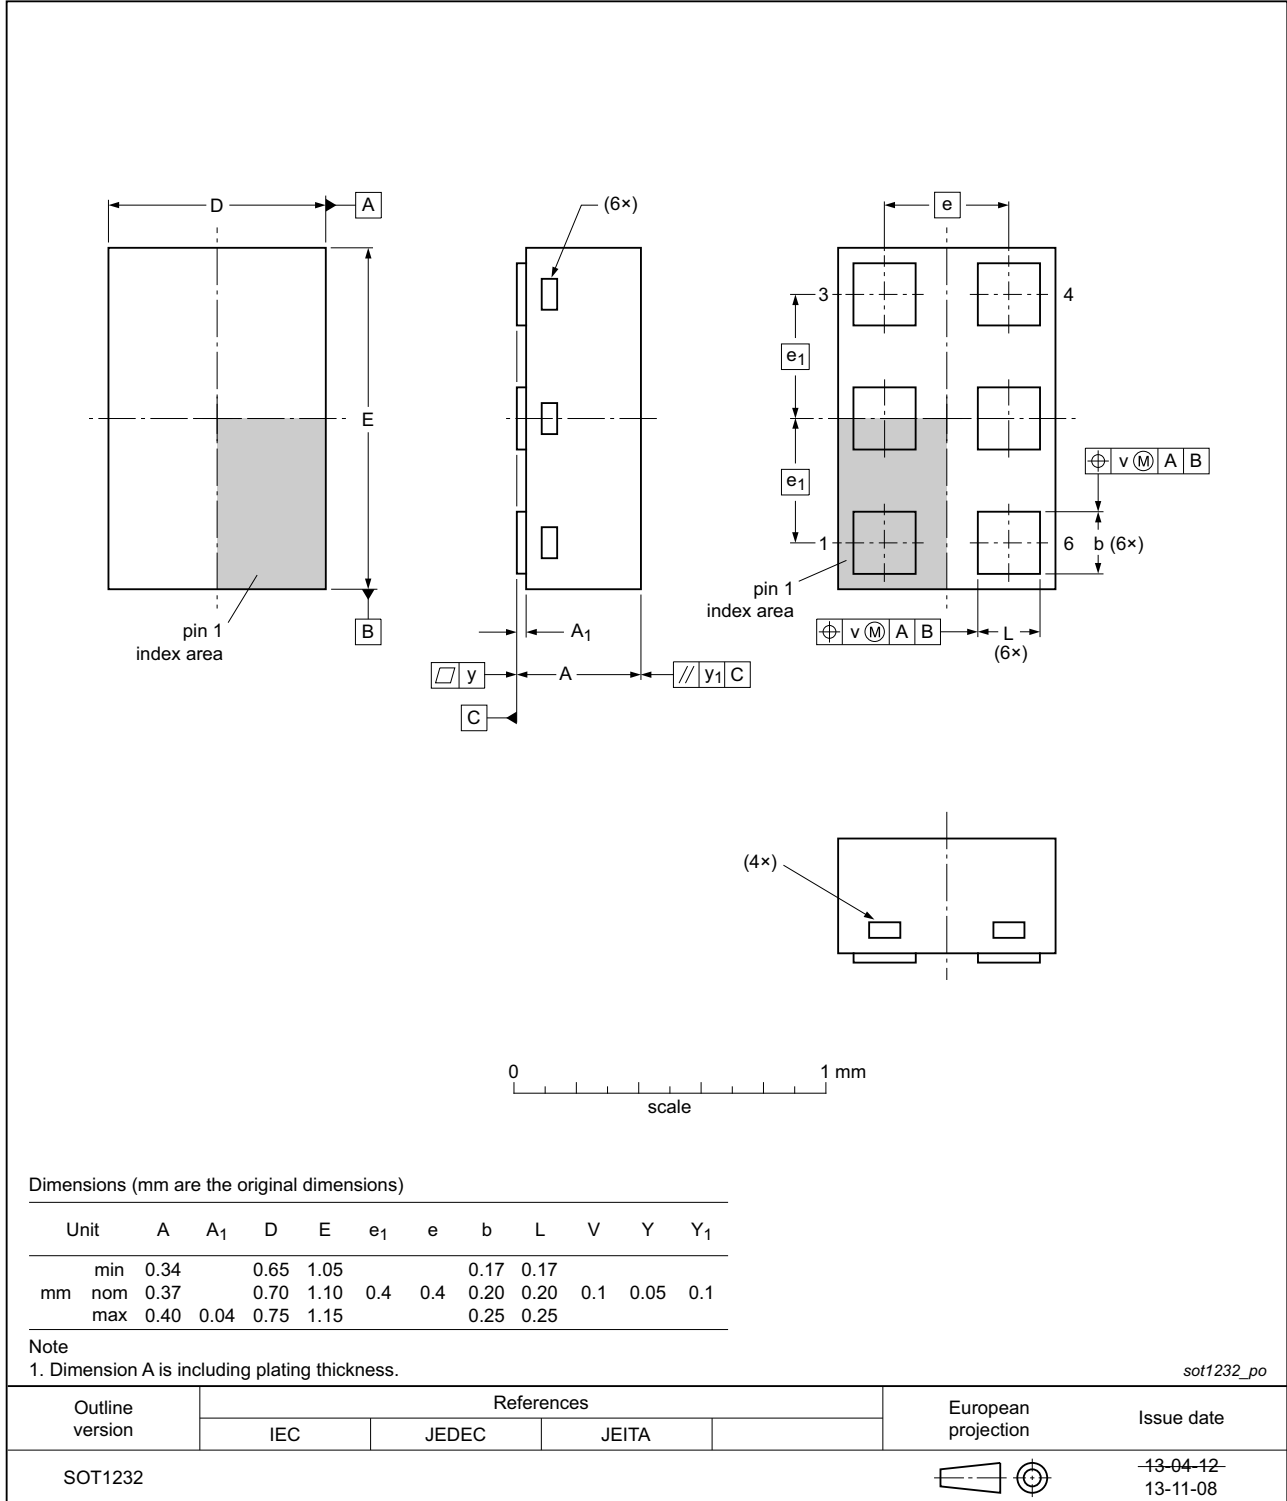 D
A
(6×)
e
3
4
e1
E
e1
v M A B
1
6
b (6×)
pin 1
index area
pin 1
index area
B
A1
v M A B
L
(6×)
y
A
// y1 C
C
(4×)
0
1 mm
scale
Dimensions (mm are the original dimensions)
Unit A A1 D E e1 e b L V Y Y1
min 0.34 0.65 1.05 0.17 0.17
mm nom 0.37 0.70 1.10 0.4 0.4 0.20 0.20 0.1 0.05 0.1
max 0.40 0.04 0.75 1.15 0.25 0.25
Note
1. Dimension A is including plating thickness.
sot1232_po
Outline
version
References
IEC JEDEC JEITA
European
projection
Issue date
SOT1232
13-04-12
13-11-08